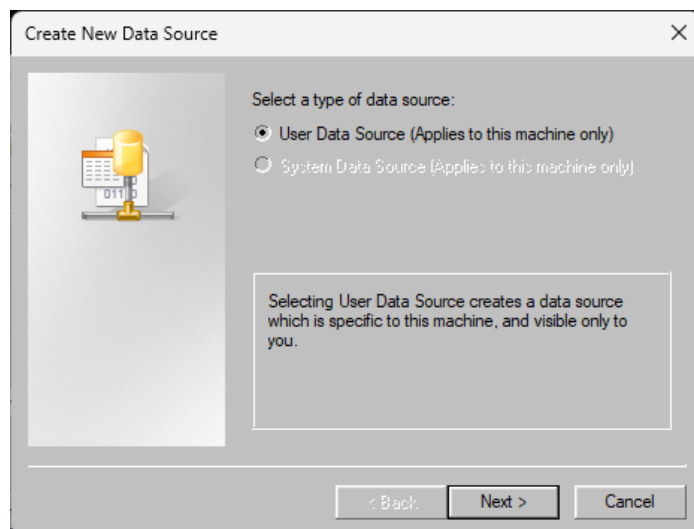 Create New Data Source
Select a type of data source:
User Data Source (Applies to this machine only)
System Data Source (Applies to this machine only)
0111 0
Selecting User Data Source creates a data source
which is specific to this machine, and visible only to
you.
< Back
Next >
Cancel